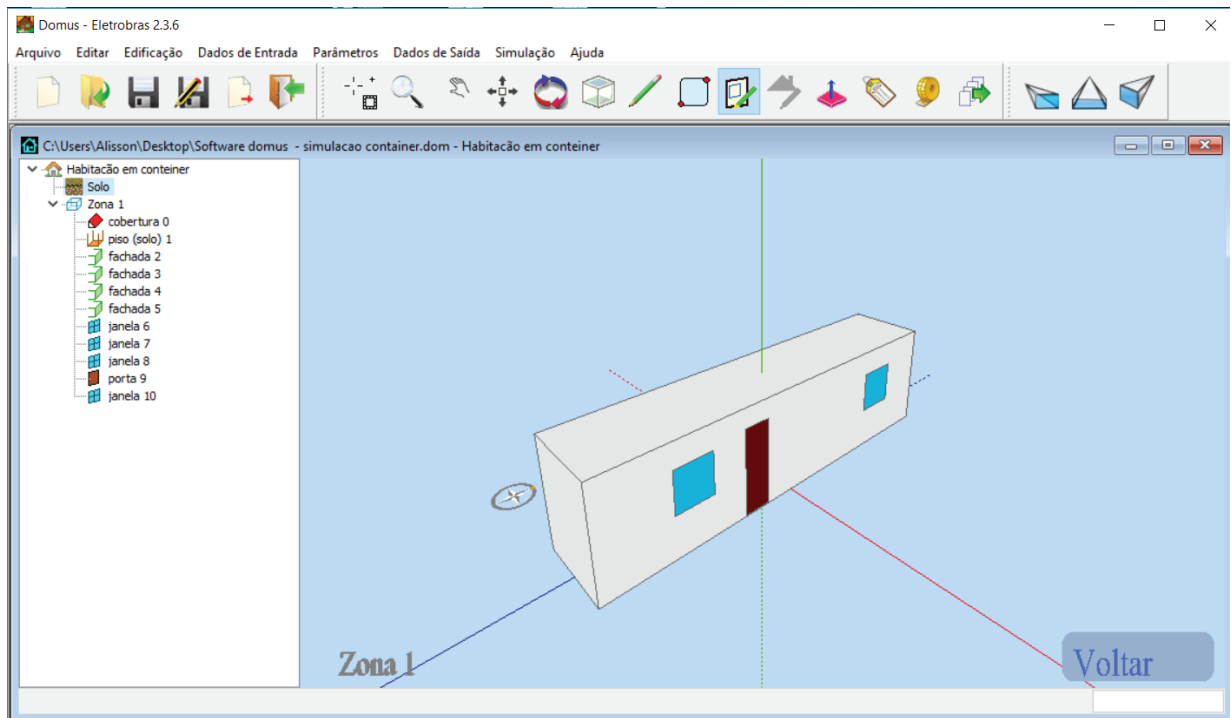 Domus - Eletrobras 2.3.6
Arquivo Editar Edificação Dados de Entrada Parâmetros Dados de Saída Simulação Ajuda
C:\Users\Alisson\Desktop\Software domus - simulacao container.dom - Habitacão em conteiner
Habitacão em conteiner
Solo
Zona 1
cobertura 0
piso (solo) 1
fachada 2
fachada 3
fachada 4
fachada 5
janela 6
janela 7
janela 8
porta 9
janela 10
Zona 1
Voltar